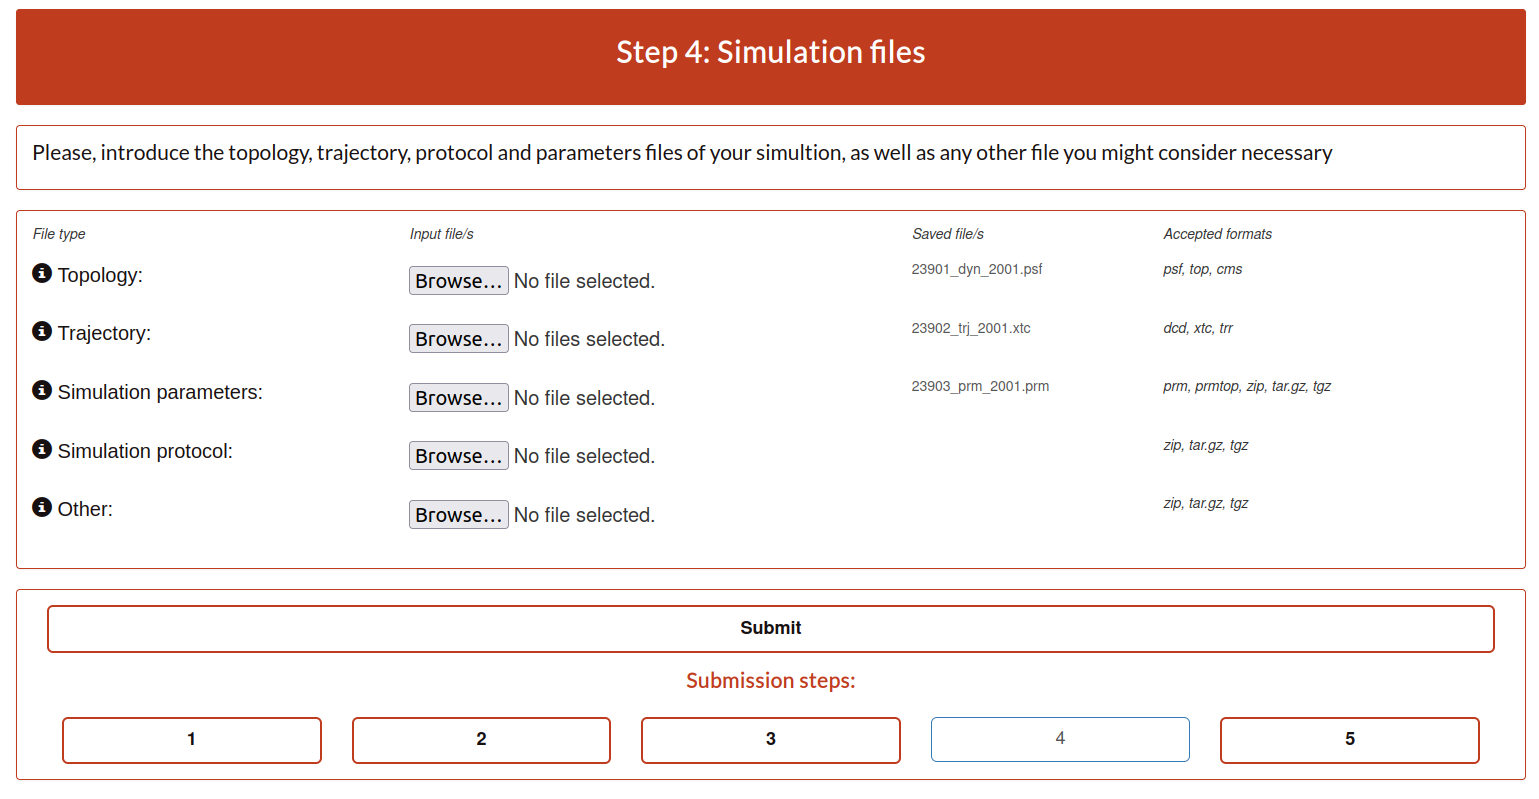 Step 4: Simulation files
Please, introduce the topology, trajectory, protocol and parameters files of your simultion, as well as any other file you might consider necessary
File type Input file/s Saved file/s Accepted formats
Topology: Browse... No file selected. 23901_dyn_2001.psf psf, top, cms
Trajectory: Browse... No files selected. 23902_trj_2001.xtc dcd, xtc, trr
Simulation parameters: Browse... No file selected. 23903_prm_2001.prm prm, prmtop, zip, tar.gz, tgz
Simulation protocol: Browse... No file selected. zip, tar.gz, tgz
Other: Browse... No file selected. zip, tar.gz, tgz
Submit
Submission steps:
1 2 3 4 5